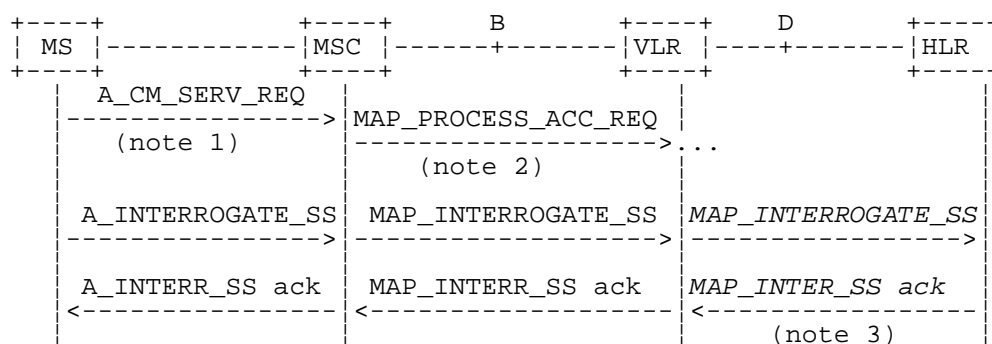 B D
MS MSC VLR HLR
A_CM_SERV_REQ
MAP_PROCESS_ACC_REQ
(note 1) ...
(note 2)
A_INTERROGATE_SS MAP_INTERROGATE_SS MAP_INTERROGATE_SS
A_INTERR_SS ack MAP_INTERR_SS ack MAP_INTER_SS ack
(note 3)